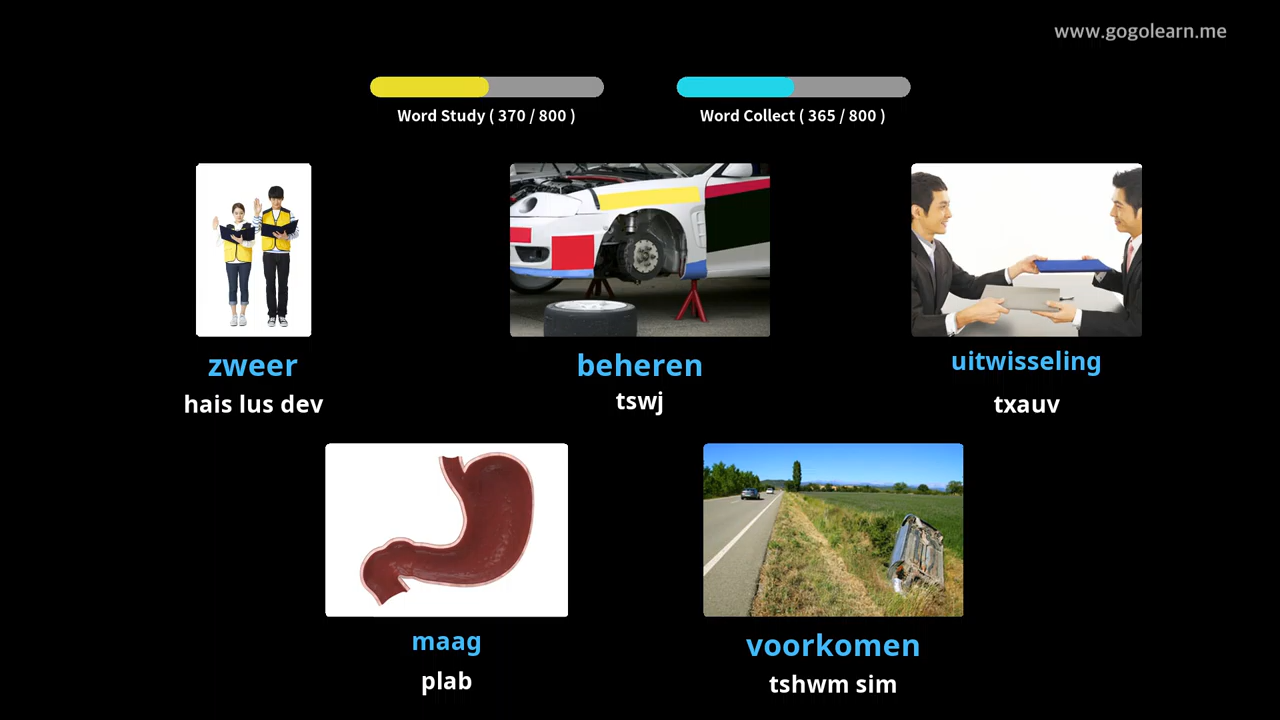 www.gogolearn.me
Word Study ( 370 / 800 )
Word Collect ( 365 / 800 )
zweer
hais lus dev
beheren
tswj
uitwisseling
txauv
maag
plab
voorkomen
tshwm sim